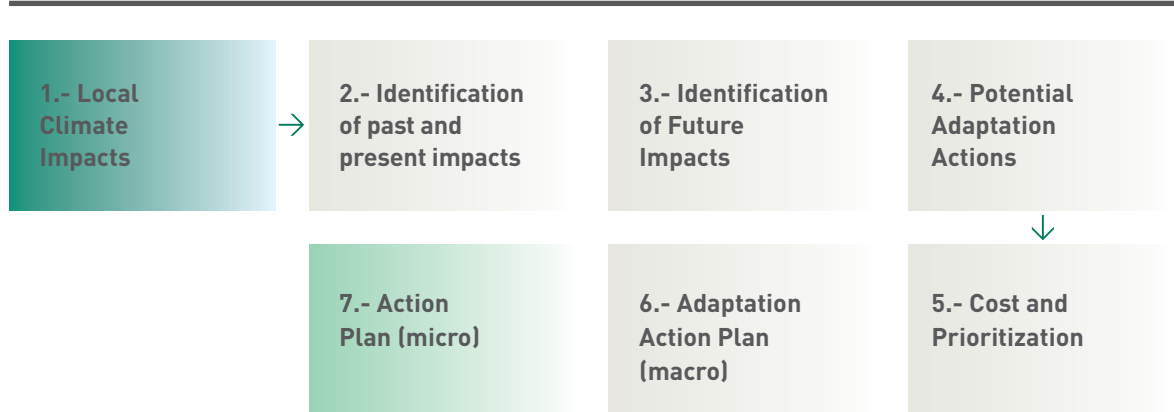 1.- Local
Climate
Impacts
2.- Identification
of past and
present impacts
3.- Identification
of Future
Impacts
4.- Potential
Adaptation
Actions
7.- Action
Plan (micro)
6.- Adaptation
Action Plan
(macro)
5.- Cost and
Prioritization